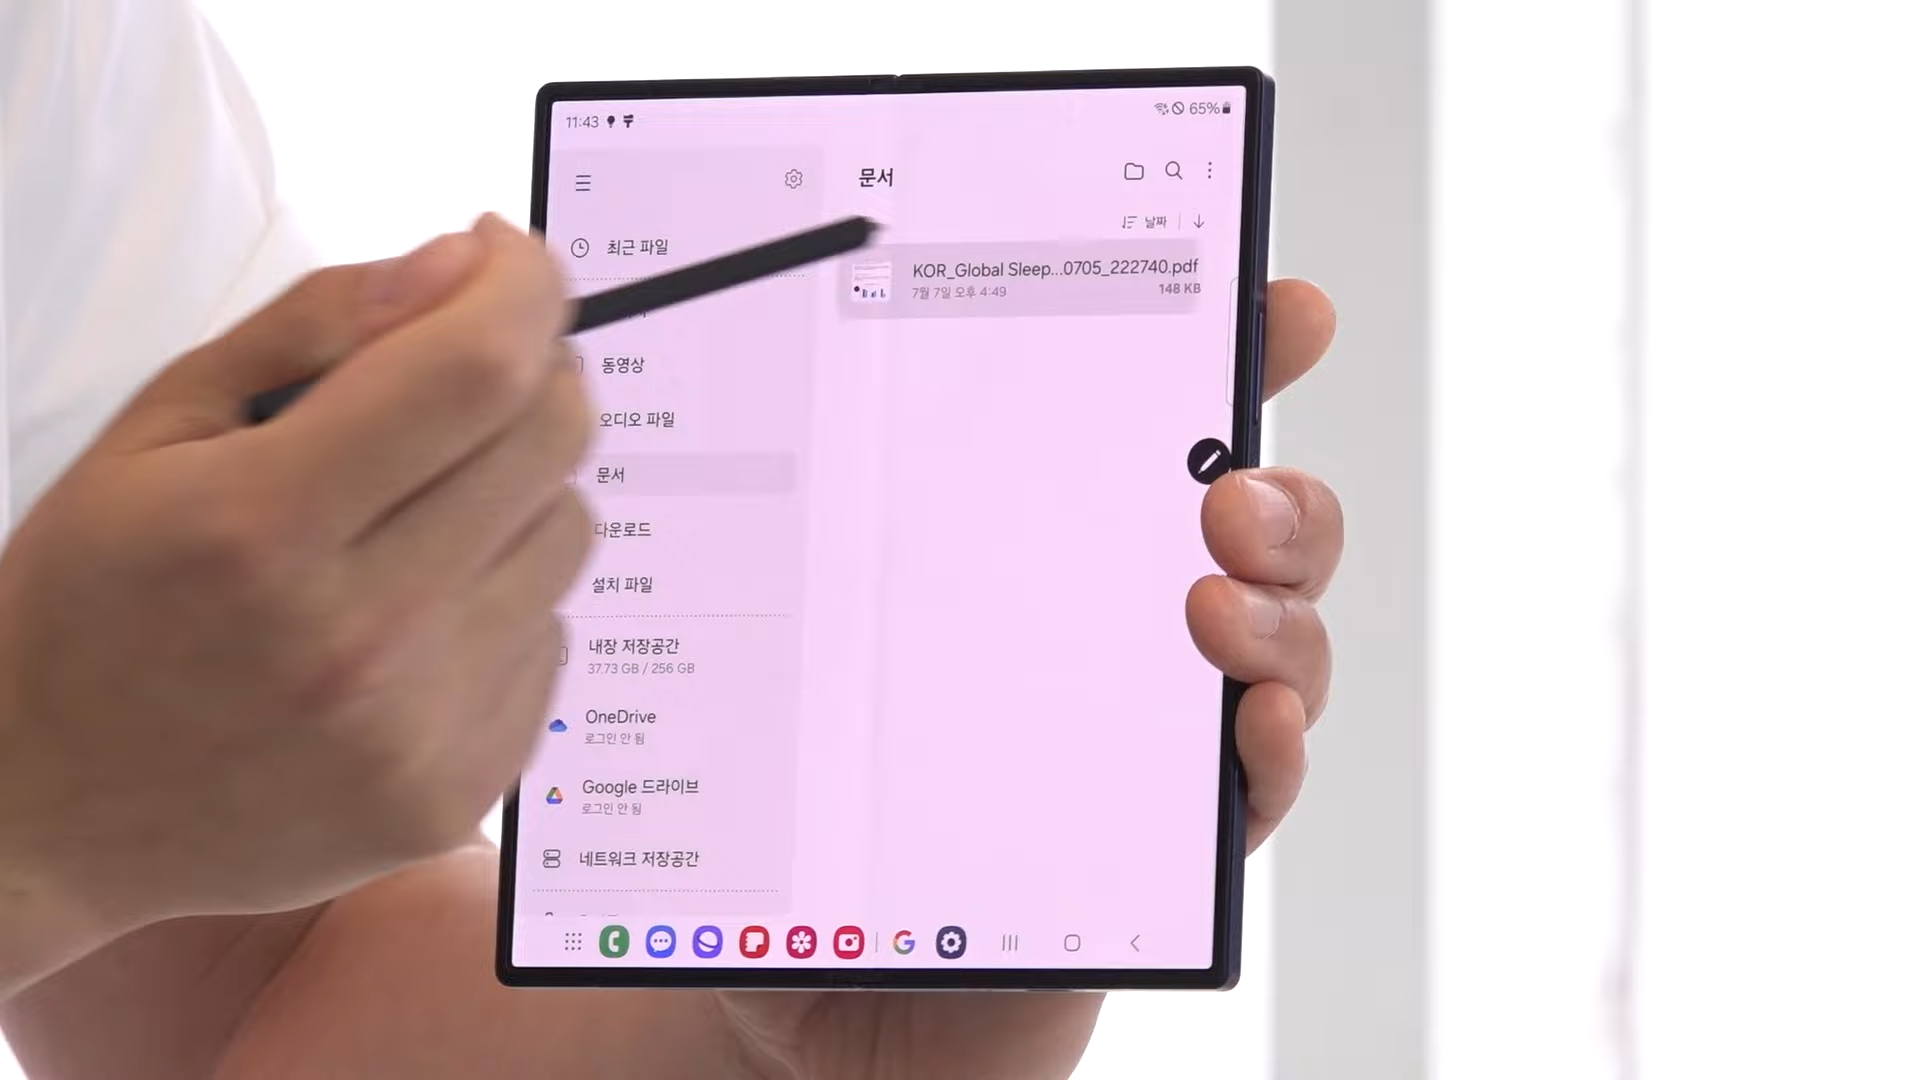 11:43
65%
문서
날짜
최근 파일
KOR_Global Sleep...0705_222740.pdf
7월 7일 오후 4:49
148 KB
동영상
오디오 파일
문서
다운로드
설치 파일
내장 저장공간
37.73 GB / 256 GB
OneDrive
로그인 안 됨
Google 드라이브
로그인 안 됨
네트워크 저장공간